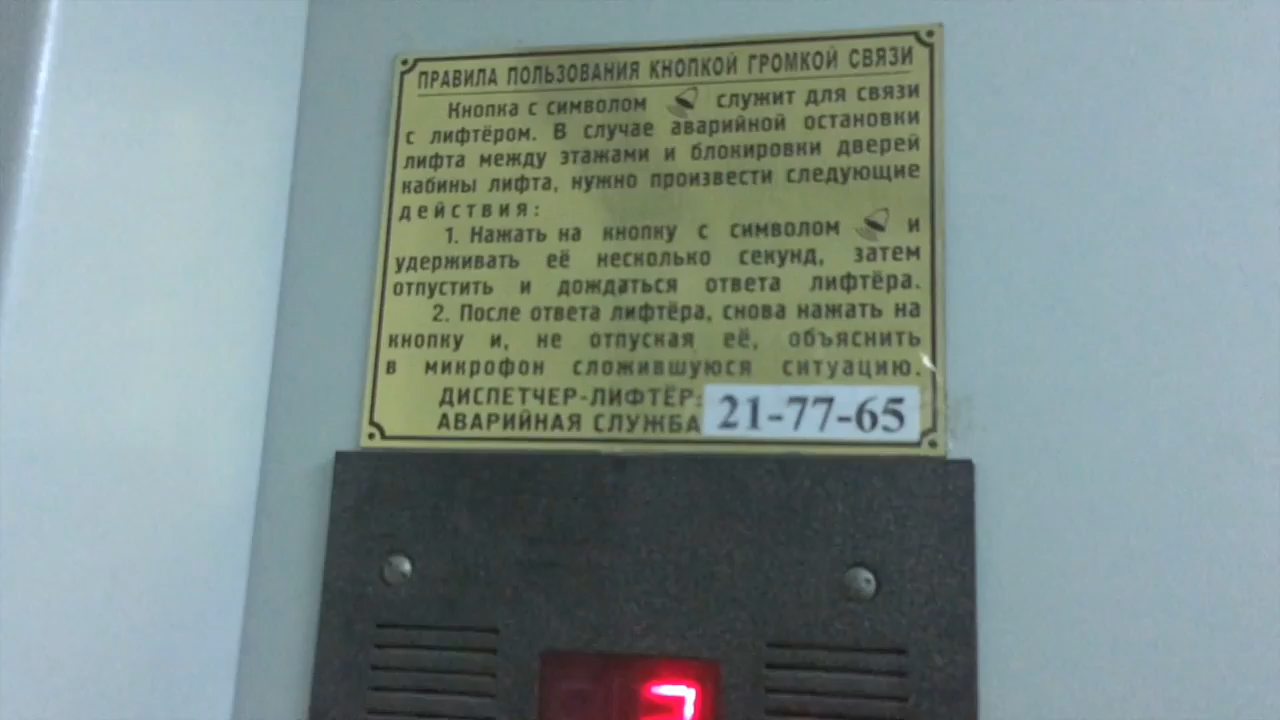 ПРАВИЛА ПОЛЬЗОВАНИЯ КНОПКОЙ ГРОМКОЙ СВЯЗИ
Кнопка с символом служит для связи
с лифтёром. В случае аварийной остановки
лифта между этажами и блокировки дверей
кабины лифта, нужно произвести следующие
действия:
1. Нажать на кнопку с символом и
удерживать её несколько секунд, затем
отпустить и дождаться ответа лифтёра.
2. После ответа лифтёра, снова нажать на
кнопку и, не отпуская её, объяснить
в микрофон сложившуюся ситуацию.
ДИСПЕТЧЕР-ЛИФТЁР:
АВАРИЙНАЯ СЛУЖБА 21-77-65